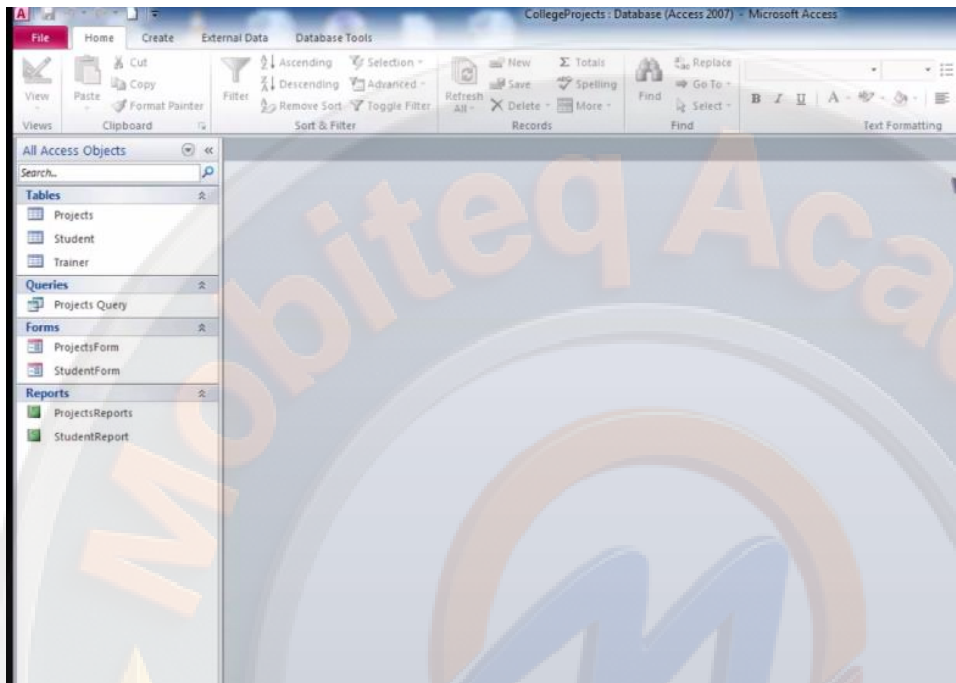 CollegeProjects : Database (Access 2007) - Microsoft Access
File Home Create External Data Database Tools
Cut Ascending Selection New Σ Totals Replace
Copy Descending Advanced Save Spelling Go To
View Paste Format Painter Filter Remove Sort Toggle Filter Refresh All Delete More Find Select B I U A
Views Clipboard Sort & Filter Records Find Text Formatting
All Access Objects
Search...
Tables
Projects
Student
Trainer
Queries
Projects Query
Forms
ProjectsForm
StudentForm
Reports
ProjectsReports
StudentReport
Mobiteq Aca